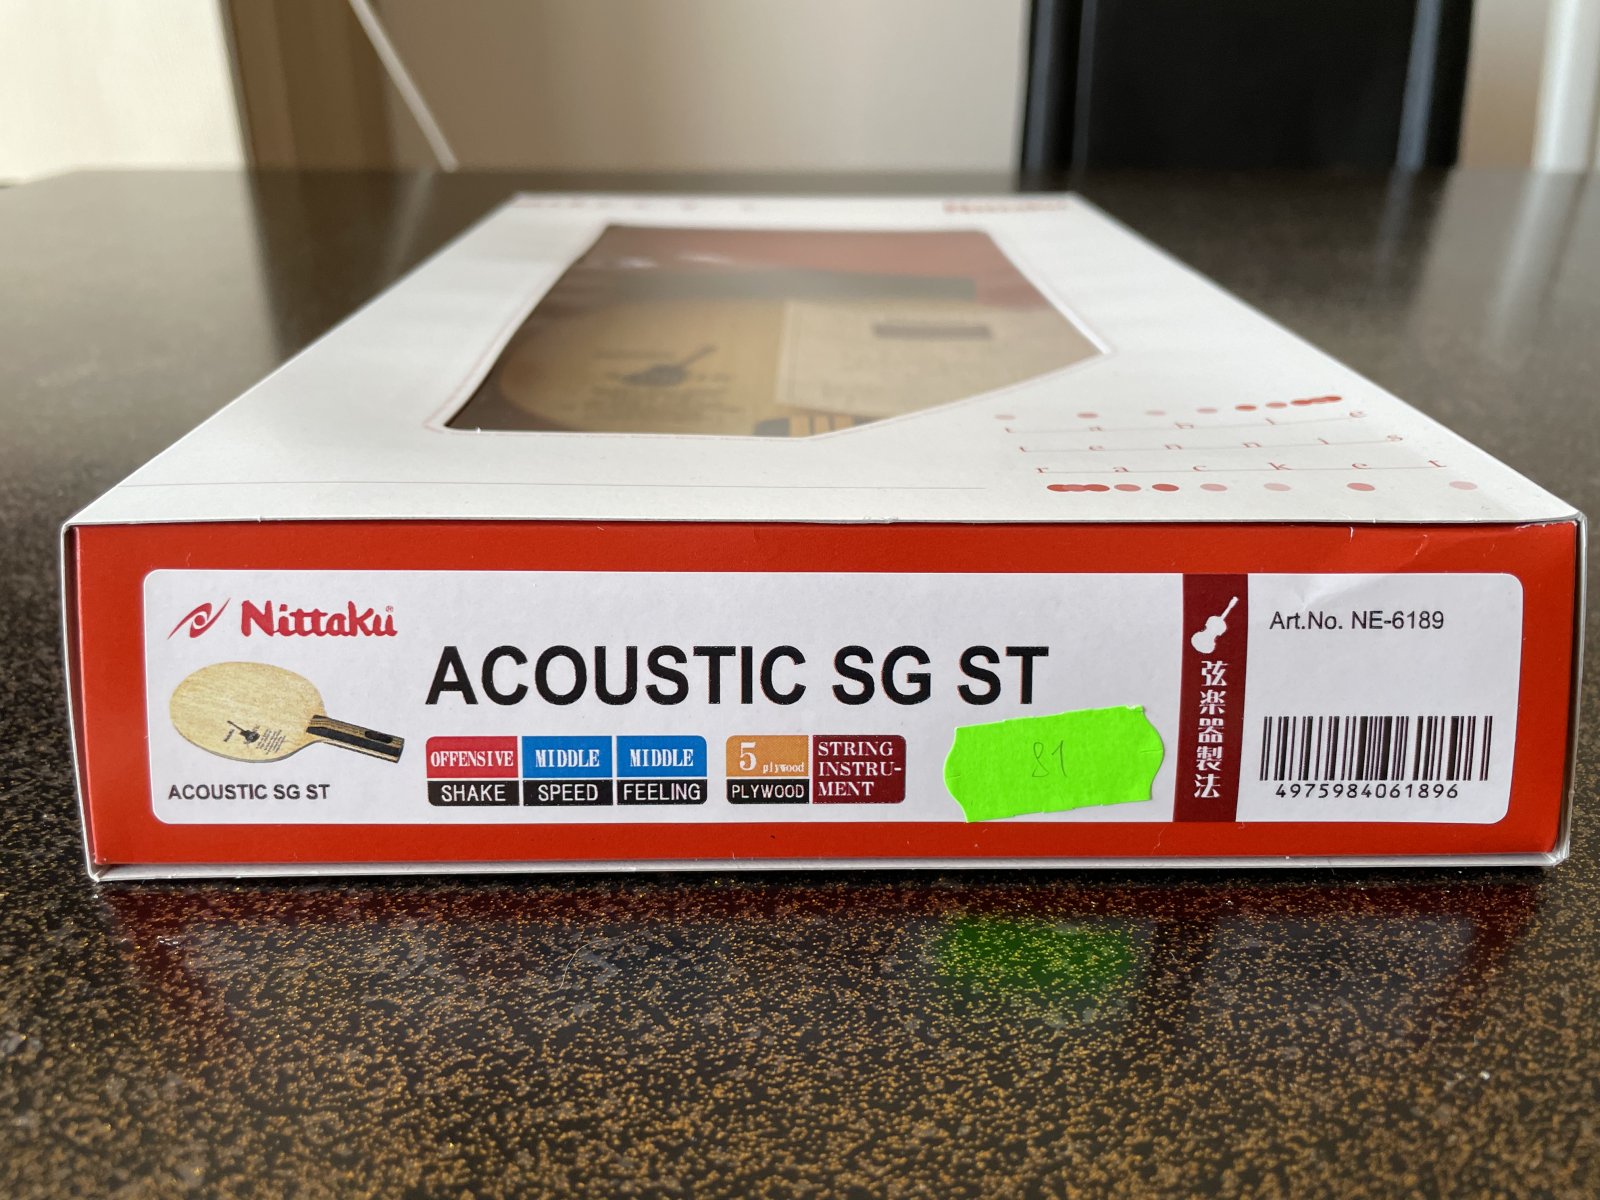 table
tennis
racket
Nittaku®
ACOUSTIC SG ST
ACOUSTIC SG ST
OFFENSIVE
SHAKE
MIDDLE
SPEED
MIDDLE
FEELING
5 plywood
PLYWOOD
STRING
INSTRU-
MENT
81
弦楽器製法
Art.No. NE-6189
4975984061896